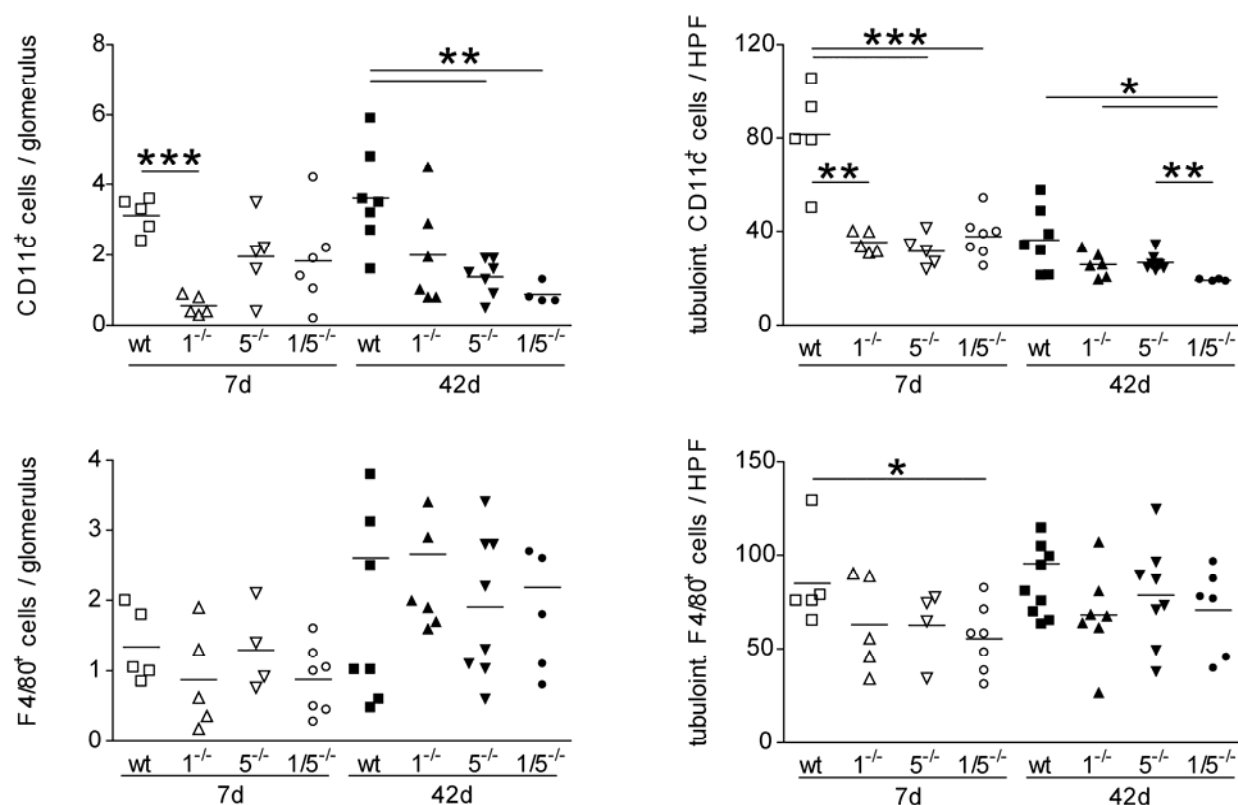 CD11c⁺ cells / glomerulus
8
6
4
2
0
***
**
wt 1⁻/⁻ 5⁻/⁻ 1/5⁻/⁻ wt 1⁻/⁻ 5⁻/⁻ 1/5⁻/⁻
7d 42d
tubuloint. CD11c⁺ cells / HPF
120
80
40
0
***
**
*
**
wt 1⁻/⁻ 5⁻/⁻ 1/5⁻/⁻ wt 1⁻/⁻ 5⁻/⁻ 1/5⁻/⁻
7d 42d
F4/80⁺ cells / glomerulus
4
3
2
1
0
wt 1⁻/⁻ 5⁻/⁻ 1/5⁻/⁻ wt 1⁻/⁻ 5⁻/⁻ 1/5⁻/⁻
7d 42d
tubuloint. F4/80⁺ cells / HPF
150
100
50
0
*
wt 1⁻/⁻ 5⁻/⁻ 1/5⁻/⁻ wt 1⁻/⁻ 5⁻/⁻ 1/5⁻/⁻
7d 42d